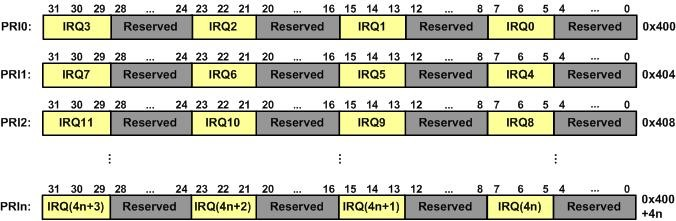 31 30 29 28 ... 24 23 22 21 20 ... 16 15 14 13 12 ... 8 7 6 5 4 ... 0
PRI0: IRQ3 Reserved IRQ2 Reserved IRQ1 Reserved IRQ0 Reserved 0x400
31 30 29 28 ... 24 23 22 21 20 ... 16 15 14 13 12 ... 8 7 6 5 4 ... 0
PRI1: IRQ7 Reserved IRQ6 Reserved IRQ5 Reserved IRQ4 Reserved 0x404
31 30 29 28 ... 24 23 22 21 20 ... 16 15 14 13 12 ... 8 7 6 5 4 ... 0
PRI2: IRQ11 Reserved IRQ10 Reserved IRQ9 Reserved IRQ8 Reserved 0x408
⋮ ⋮ ⋮
31 30 29 28 ... 24 23 22 21 20 ... 16 15 14 13 12 ... 8 7 6 5 4 ... 0
PRIn: IRQ(4n+3) Reserved IRQ(4n+2) Reserved IRQ(4n+1) Reserved IRQ(4n) Reserved 0x400
+4n